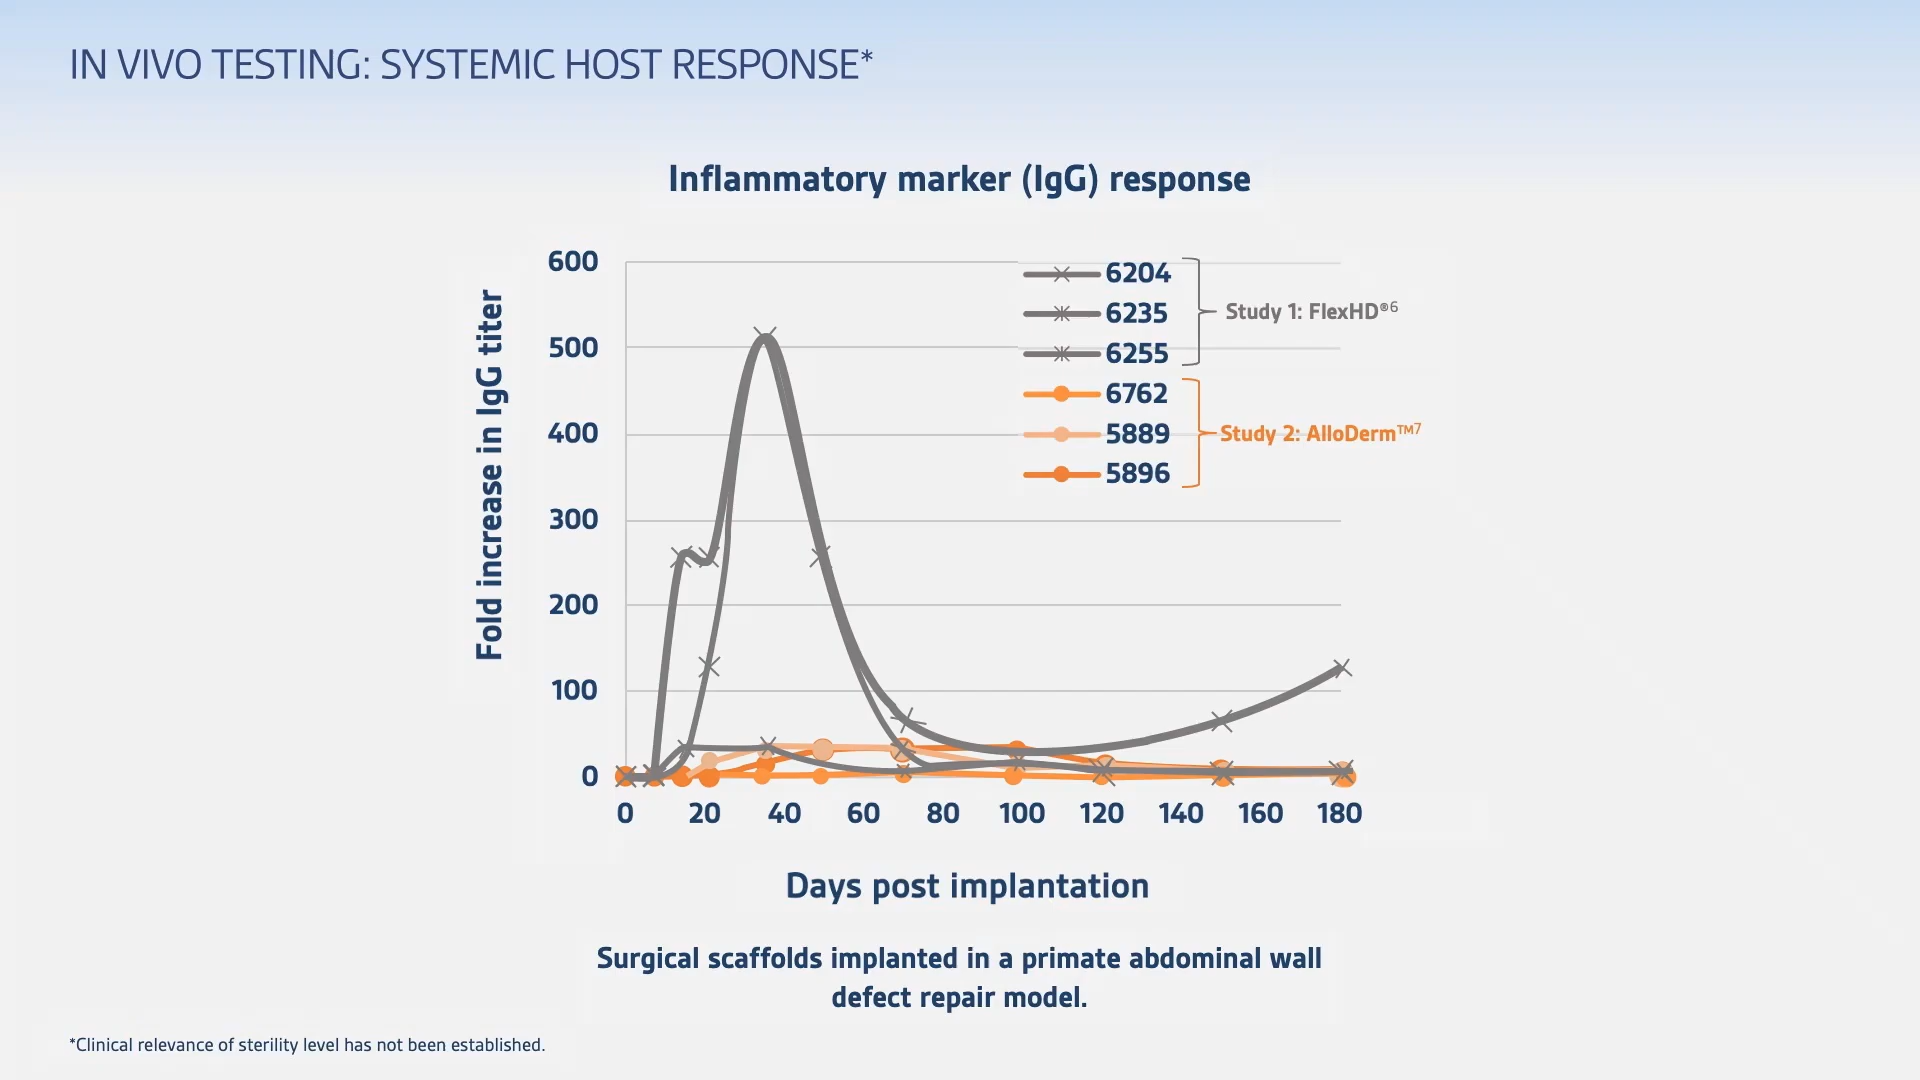 IN VIVO TESTING: SYSTEMIC HOST RESPONSE*
Inflammatory marker (IgG) response
Fold increase in IgG titer
600
500
400
300
200
100
0
6204
6235
6255
6762
5889
5896
Study 1: FlexHD®6
Study 2: AlloDerm™7
0 20 40 60 80 100 120 140 160 180
Days post implantation
Surgical scaffolds implanted in a primate abdominal wall
defect repair model.
*Clinical relevance of sterility level has not been established.